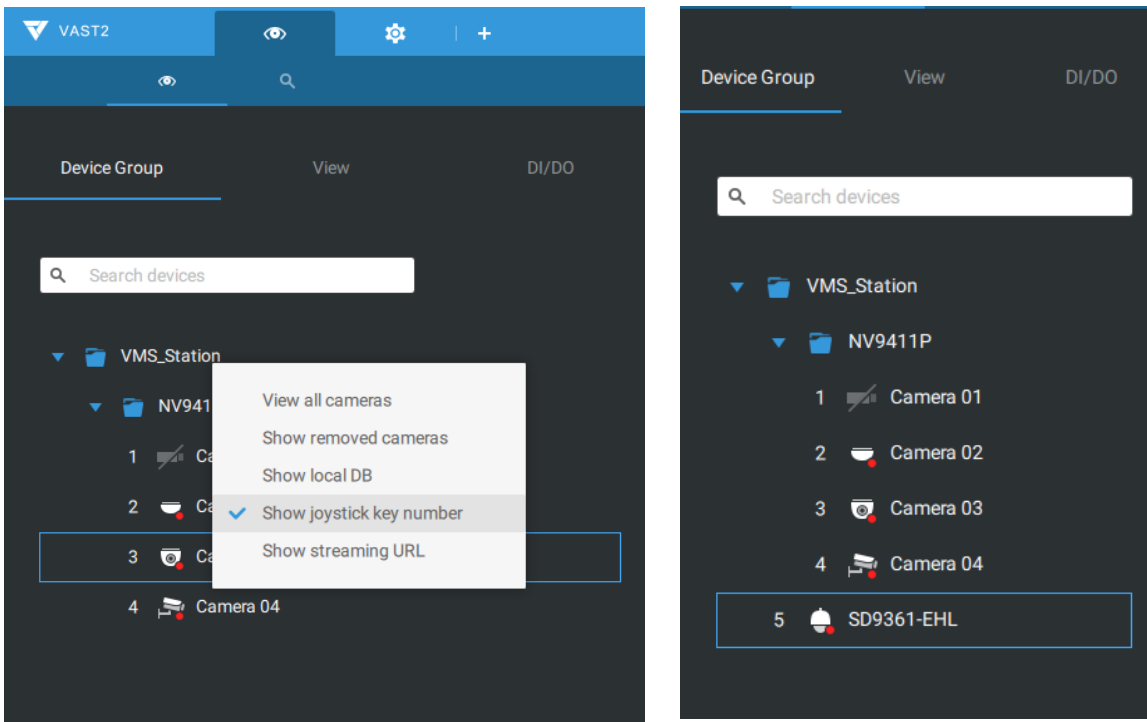 VAST2
+
Device Group View DI/DO
Search devices
VMS_Station
NV941
1 Ca
2 Ca
3 Ca
4 Camera 04
View all cameras
Show removed cameras
Show local DB
Show joystick key number
Show streaming URL
Device Group View DI/DO
Search devices
VMS_Station
NV9411P
1 Camera 01
2 Camera 02
3 Camera 03
4 Camera 04
5 SD9361-EHL